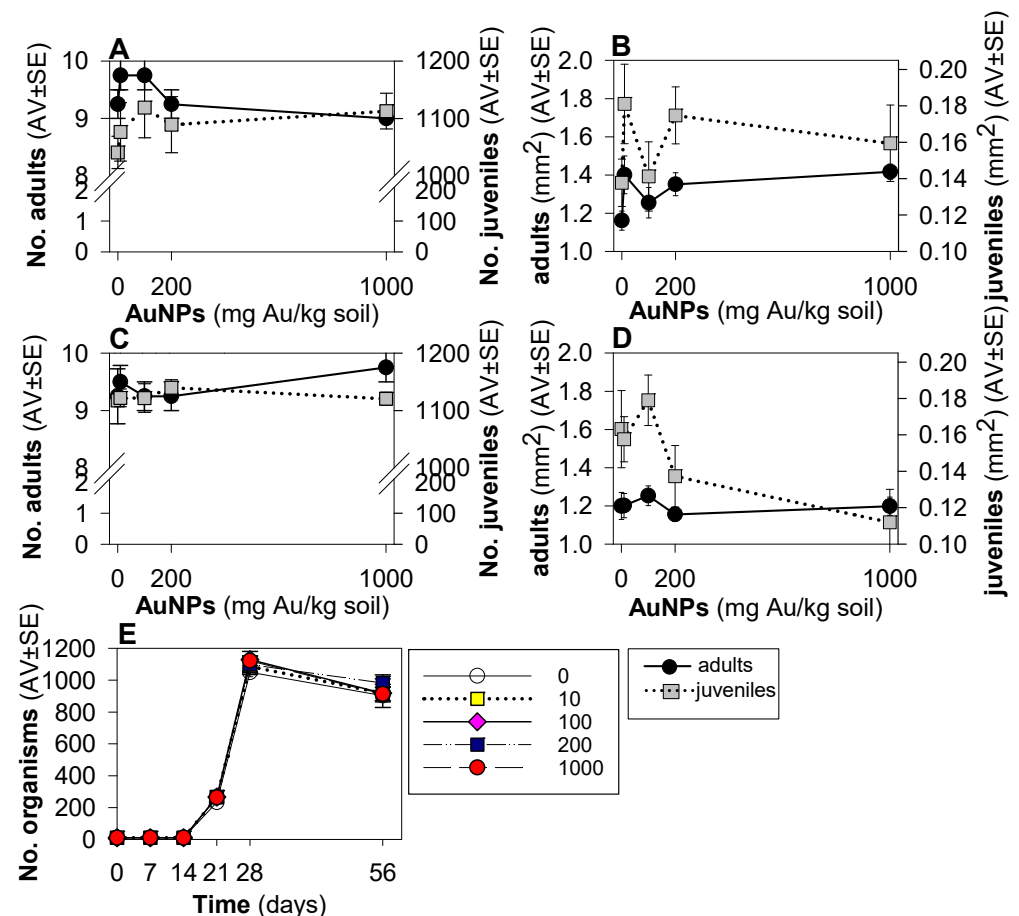 A
No. adults (AV±SE)
10
9
8
2
1
0
1200
1100
1000
200
100
0
No. juveniles (AV±SE)
0 200 1000
AuNPs (mg Au/kg soil)
B
adults (mm2) (AV±SE)
2.0
1.8
1.6
1.4
1.2
1.0
0.20
0.18
0.16
0.14
0.12
0.10
juveniles (mm2) (AV±SE)
0 200 1000
AuNPs (mg Au/kg soil)
C
No. adults (AV±SE)
10
9
8
2
1
0
1200
1100
1000
200
100
0
No. juveniles (AV±SE)
0 200 1000
AuNPs (mg Au/kg soil)
D
adults (mm2) (AV±SE)
2.0
1.8
1.6
1.4
1.2
1.0
0.20
0.18
0.16
0.14
0.12
0.10
juveniles (mm2) (AV±SE)
0 200 1000
AuNPs (mg Au/kg soil)
E
No. organisms (AV±SE)
1200
1000
800
600
400
200
0
0 7 14 21 28 56
Time (days)
0
10
100
200
1000
adults
juveniles